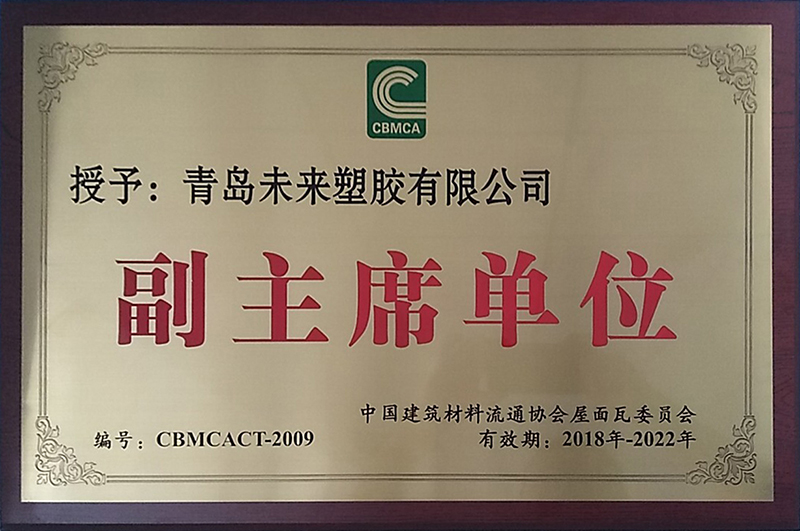 CBMCA
授予：青岛未来塑胶有限公司
副主席单位
中国建筑材料流通协会屋面瓦委员会
编号：CBMCACT-2009
有效期：2018年-2022年